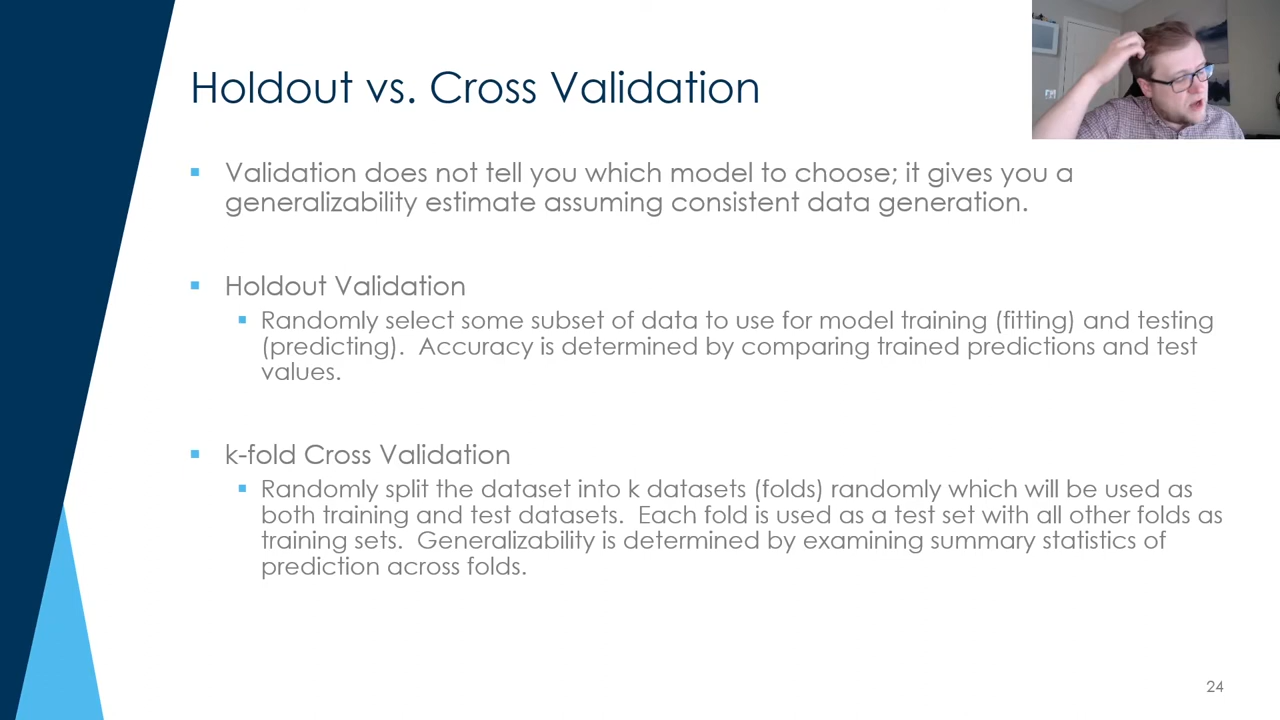 Holdout vs. Cross Validation
Validation does not tell you which model to choose; it gives you a
generalizability estimate assuming consistent data generation.
Holdout Validation
Randomly select some subset of data to use for model training (fitting) and testing
(predicting).  Accuracy is determined by comparing trained predictions and test
values.
k-fold Cross Validation
Randomly split the dataset into k datasets (folds) randomly which will be used as
both training and test datasets.  Each fold is used as a test set with all other folds as
training sets.  Generalizability is determined by examining summary statistics of
prediction across folds.
24